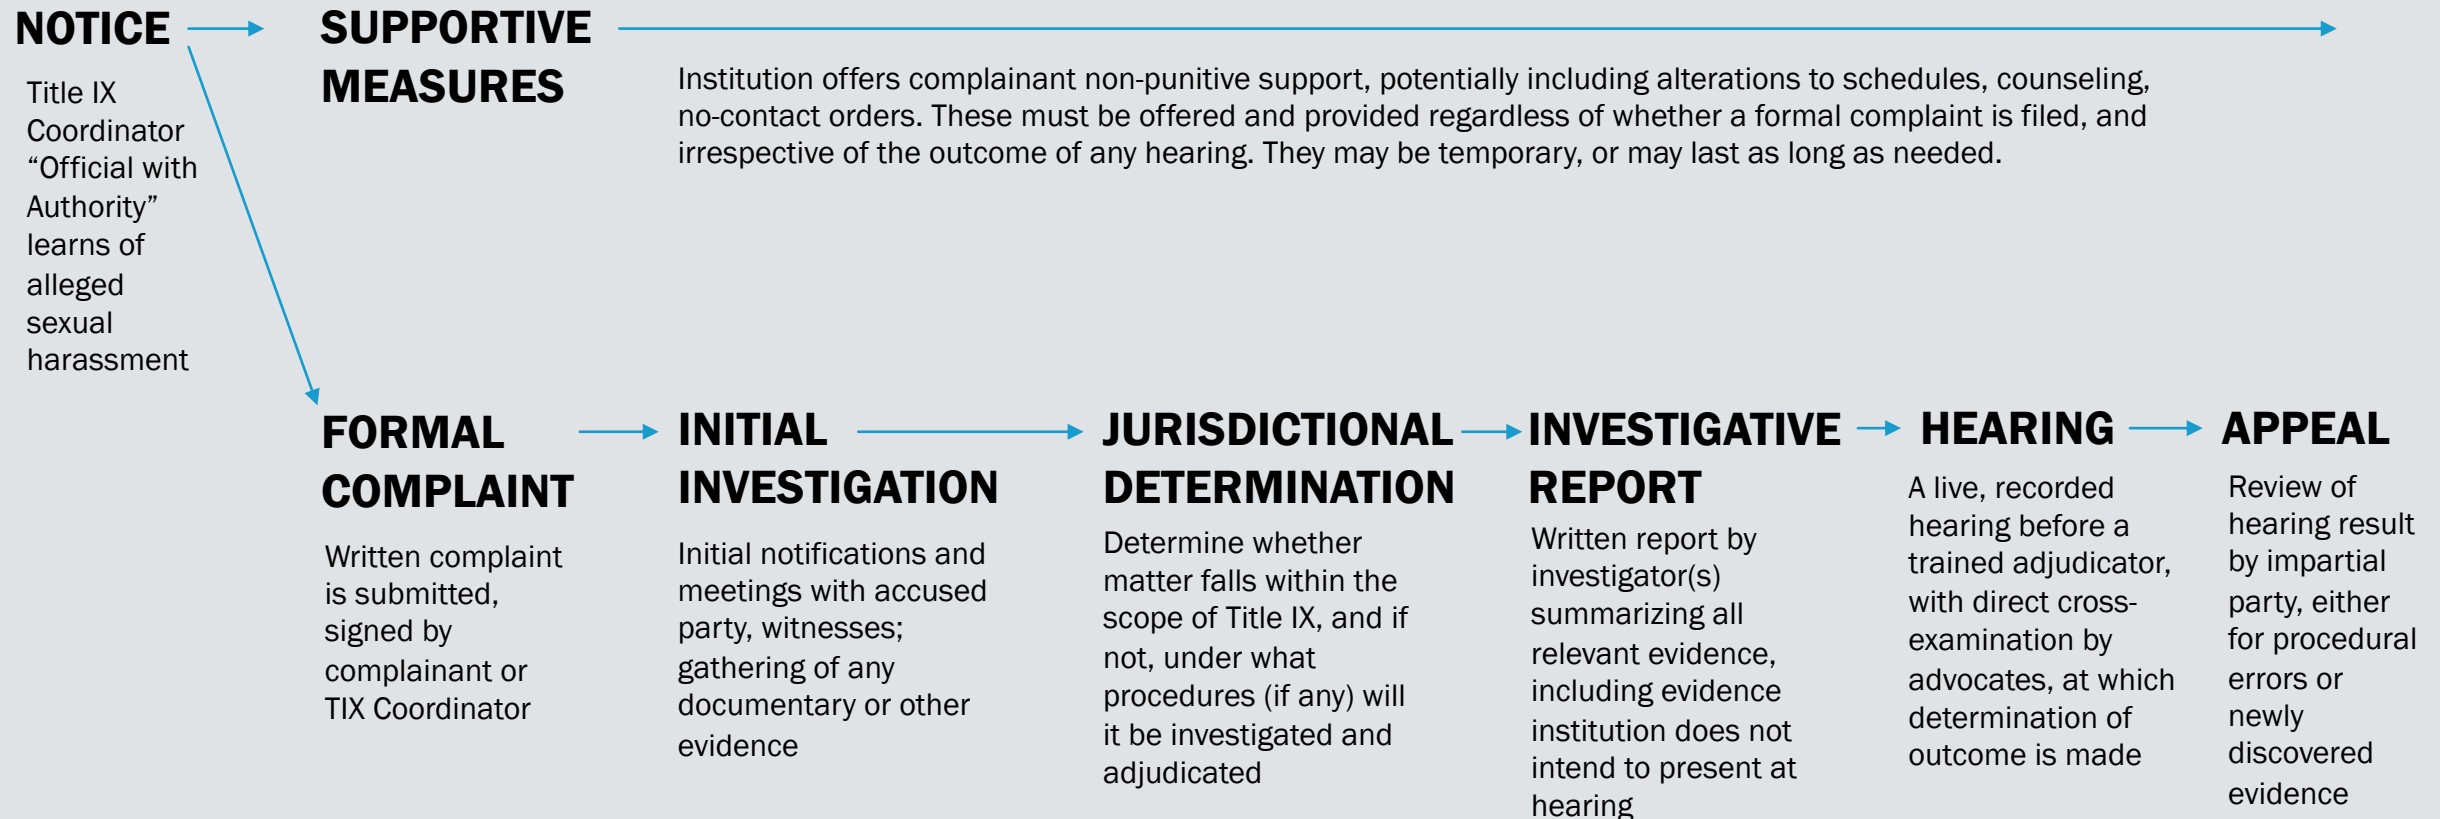 NOTICE
Title IX
Coordinator
“Official with
Authority”
learns of
alleged
sexual
harassment
SUPPORTIVE
MEASURES
Institution offers complainant non-punitive support, potentially including alterations to schedules, counseling,
no-contact orders. These must be offered and provided regardless of whether a formal complaint is filed, and
irrespective of the outcome of any hearing. They may be temporary, or may last as long as needed.
FORMAL
COMPLAINT
Written complaint
is submitted,
signed by
complainant or
TIX Coordinator
INITIAL
INVESTIGATION
Initial notifications and
meetings with accused
party, witnesses;
gathering of any
documentary or other
evidence
JURISDICTIONAL
DETERMINATION
Determine whether
matter falls within the
scope of Title IX, and if
not, under what
procedures (if any) will
it be investigated and
adjudicated
INVESTIGATIVE
REPORT
Written report by
investigator(s)
summarizing all
relevant evidence,
including evidence
institution does not
intend to present at
hearing
HEARING
A live, recorded
hearing before a
trained adjudicator,
with direct cross-
examination by
advocates, at which
determination of
outcome is made
APPEAL
Review of
hearing result
by impartial
party, either
for procedural
errors or
newly
discovered
evidence